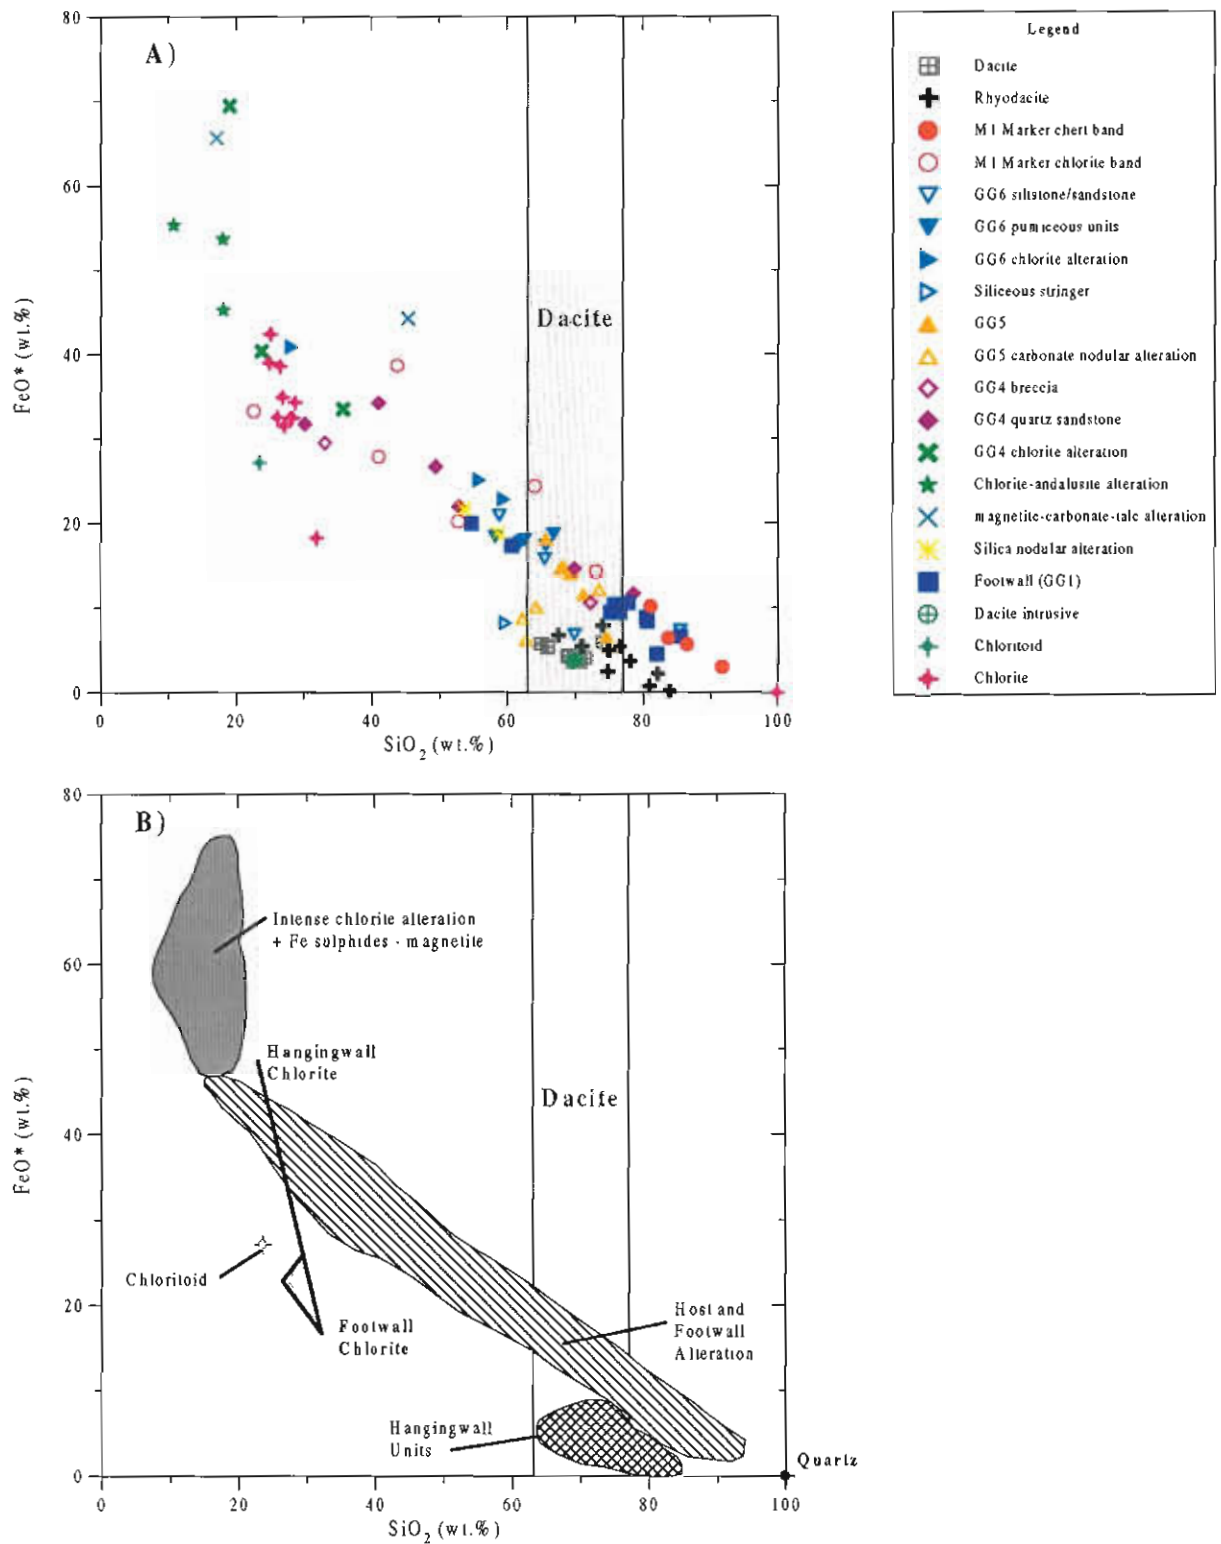 A)
80
60
40
20
0
FeO* (wt.%)
Dacite
0 20 40 60 80 100
SiO2 (wt.%)
Legend
Dacite
Rhyodacite
M1 Marker chert band
M1 Marker chlorite band
GG6 siltstone/sandstone
GG6 pumiceous units
GG6 chlorite alteration
Siliceous stringer
GG5
GG5 carbonate nodular alteration
GG4 breccia
GG4 quartz sandstone
GG4 chlorite alteration
Chlorite-andalusite alteration
magnetite-carbonate-talc alteration
Silica nodular alteration
Footwall (GG1)
Dacite intrusive
Chloritoid
Chlorite
B)
80
60
40
20
0
FeO* (wt.%)
Intense chlorite alteration
+ Fe sulphides - magnetite
Hangingwall
Chlorite
Dacite
Chloritoid
Footwall
Chlorite
Host and
Footwall
Alteration
Hangingwall
Units
Quartz
0 20 40 60 80 100
SiO2 (wt.%)